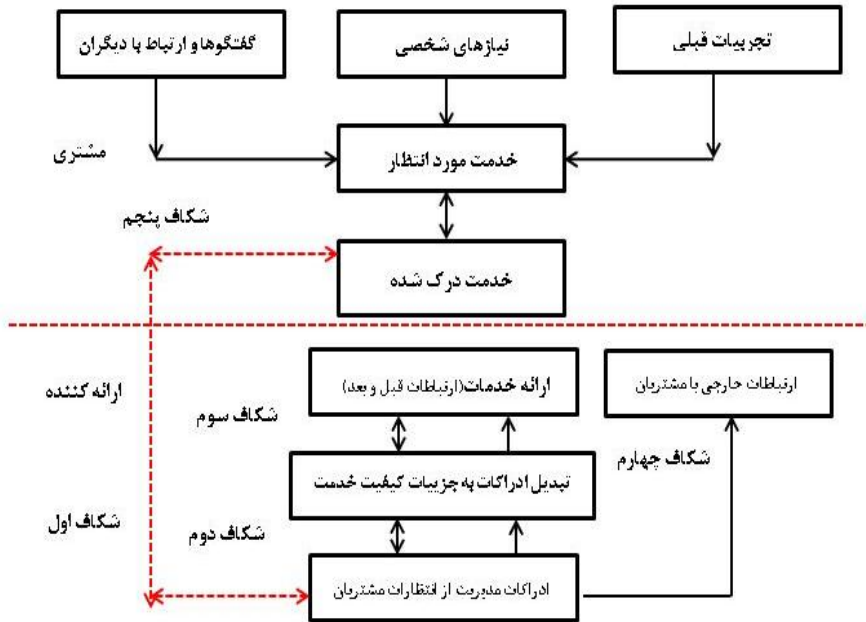 تجربیات قبلی
نیازهای شخصی
گفتگوها و ارتباط با دیگران
خدمت مورد انتظار
مشتری
شکاف پنجم
خدمت درک شده
ارائه کننده
ارائه خدمات(ارتباطات قبل و بعد)
ارتباطات خارجی با مشتریان
شکاف سوم
شکاف چهارم
تبدیل ادراکات به جزییات کیفیت خدمت
شکاف اول
شکاف دوم
ادراکات مدیریت از انتظارات مشتریان